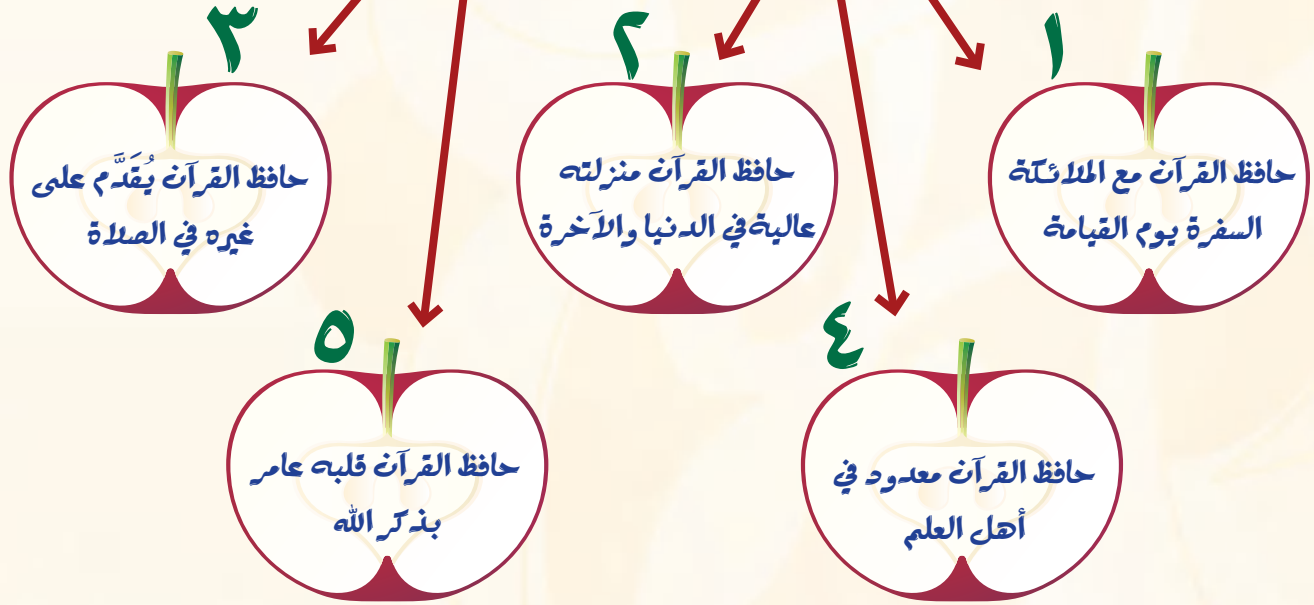 ١
حافظ القرآن مع الملائكة
السفرة يوم القيامة
٢
حافظ القرآن منزلته
عالية في الدنيا والآخرة
٣
حافظ القرآن يُقَدَّم على
غيره في الصلاة
٤
حافظ القرآن معدود في
أهل العلم
٥
حافظ القرآن قلبه عامر
بذكر الله